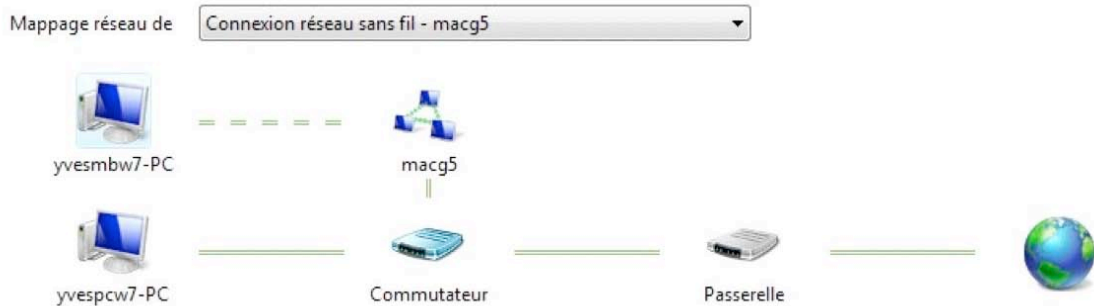 Mappage réseau de Connexion réseau sans fil - macg5
yvesmbw7-PC macg5
yvespcw7-PC Commutateur Passerelle